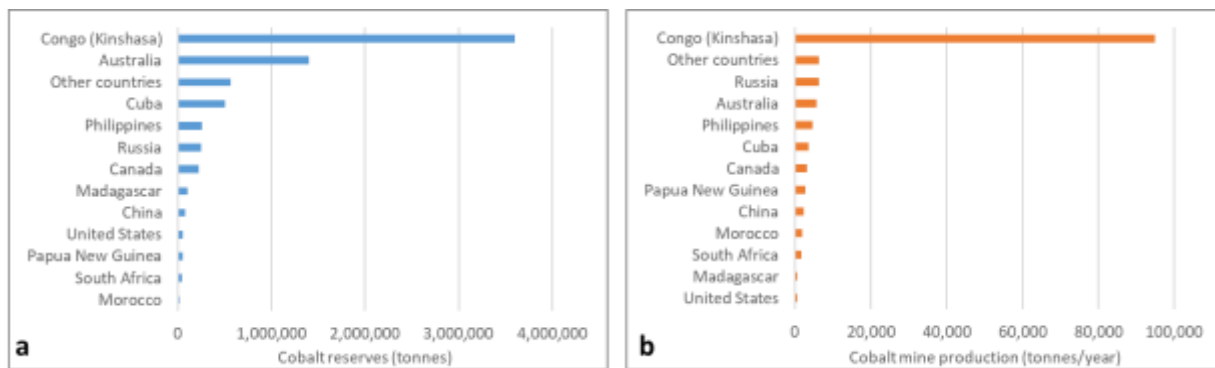 Congo (Kinshasa)
Australia
Other countries
Cuba
Philippines
Russia
Canada
Madagascar
China
United States
Papua New Guinea
South Africa
Morocco
0 1,000,000 2,000,000 3,000,000 4,000,000
a Cobalt reserves (tonnes)
Congo (Kinshasa)
Other countries
Russia
Australia
Philippines
Cuba
Canada
Papua New Guinea
China
Morocco
South Africa
Madagascar
United States
0 20,000 40,000 60,000 80,000 100,000
b Cobalt mine production (tonnes/year)